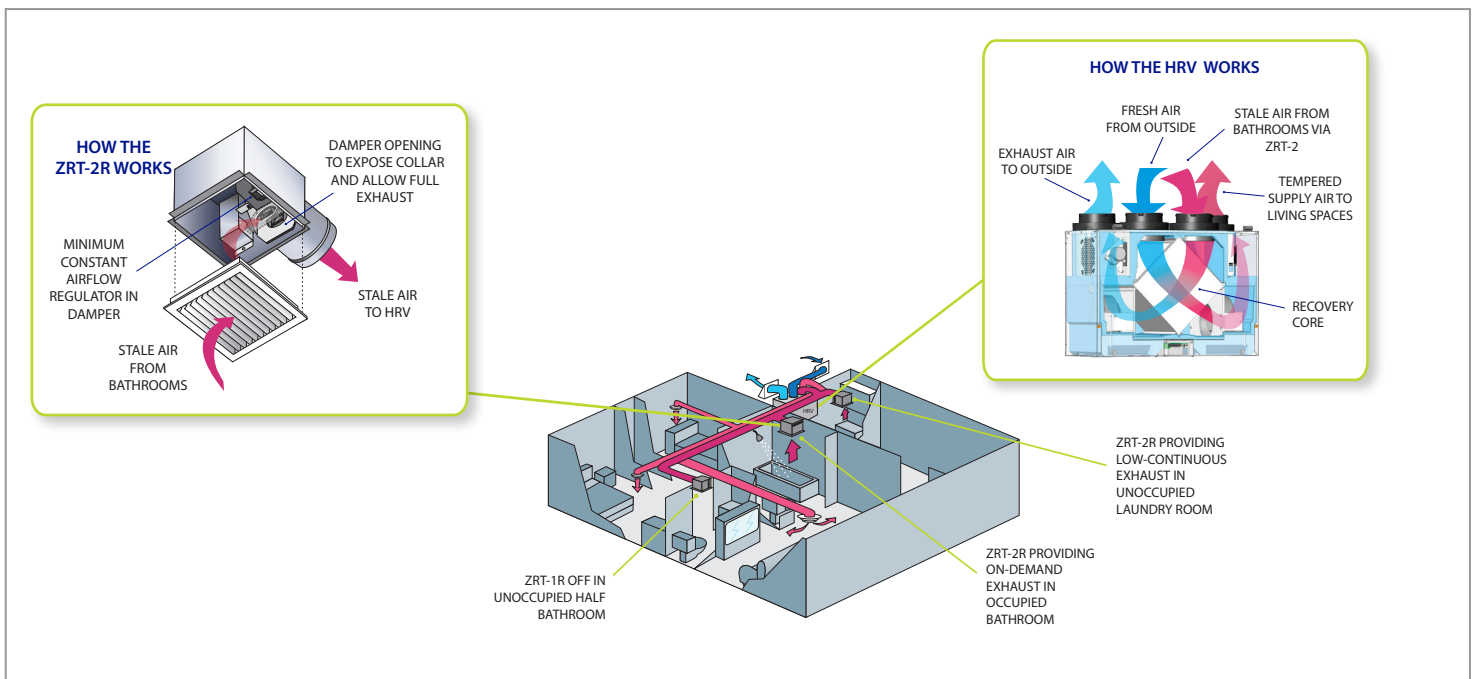 HOW THE
ZRT-2R WORKS
DAMPER OPENING
TO EXPOSE COLLAR
AND ALLOW FULL
EXHAUST
MINIMUM
CONSTANT
AIRFLOW
REGULATOR IN
DAMPER
STALE AIR
TO HRV
STALE AIR
FROM
BATHROOMS
HOW THE HRV WORKS
FRESH AIR
FROM OUTSIDE
STALE AIR FROM
BATHROOMS VIA
ZRT-2
EXHAUST AIR
TO OUTSIDE
TEMPERED
SUPPLY AIR TO
LIVING SPACES
RECOVERY
CORE
HRV
ZRT-2R PROVIDING
LOW-CONTINUOUS
EXHAUST IN
UNOCCUPIED
LAUNDRY ROOM
ZRT-2R PROVIDING
ON-DEMAND
EXHAUST IN
OCCUPIED
BATHROOM
ZRT-1R OFF IN
UNOCCUPIED HALF
BATHROOM